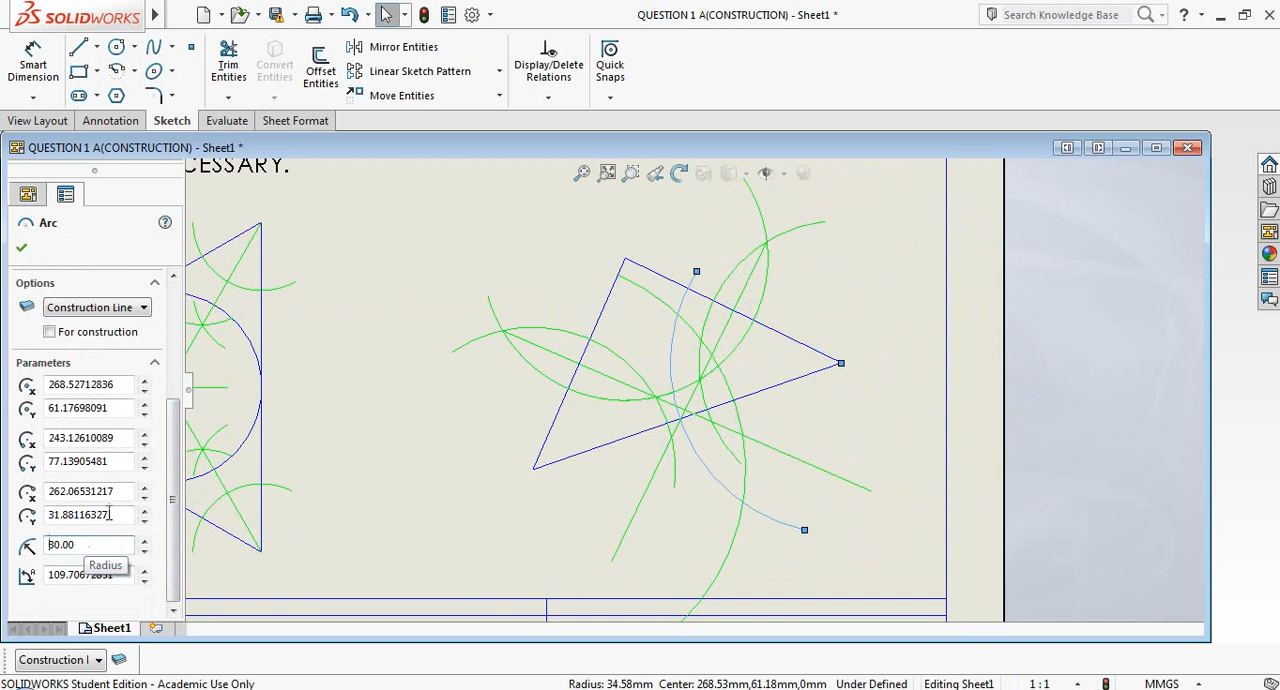 SOLIDWORKS
QUESTION 1 A(CONSTRUCTION) - Sheet1 *
Search Knowledge Base
?
Smart Dimension
Trim Entities
Convert Entities
Offset Entities
Mirror Entities
Linear Sketch Pattern
Move Entities
Display/Delete Relations
Quick Snaps
View Layout
Annotation
Sketch
Evaluate
Sheet Format
QUESTION 1 A(CONSTRUCTION) - Sheet1 *
CESSARY.
Arc
?
Options
Construction Line
For construction
Parameters
268.52712836
61.17698091
243.12610089
77.13905481
262.06531217
31.88116327
80.00
Radius
109.70672851
Sheet1
Construction l
SOLIDWORKS Student Edition - Academic Use Only
Radius: 34.58mm
Center: 268.53mm,61.18mm,0mm
Under Defined
Editing Sheet1
1 : 1
MMGS